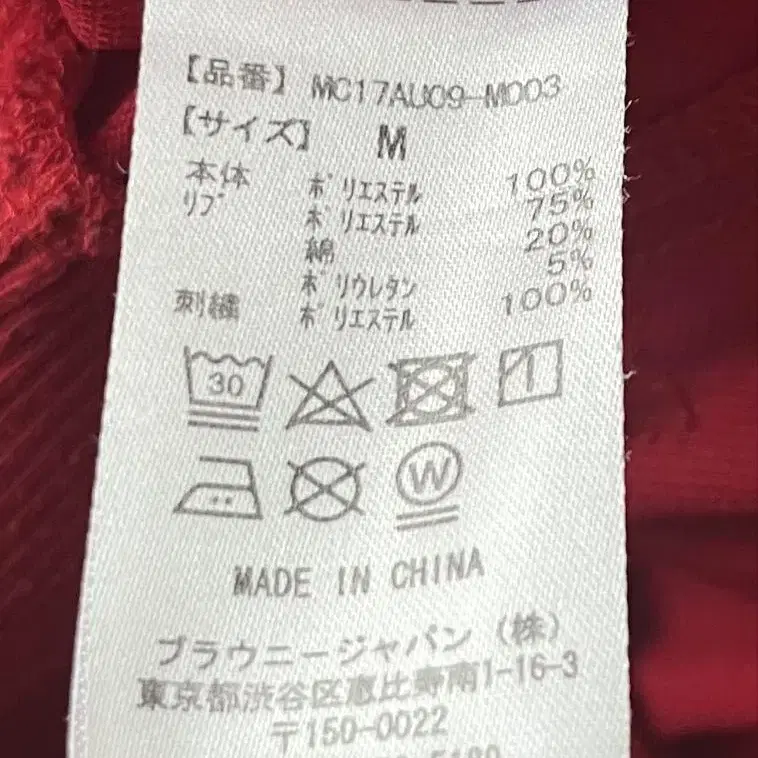 【品番】 MC17AU09-M003
【サイズ】 M
本体 ポリエステル 100%
リブ ポリエステル 75%
綿 20%
ポリウレタン 5%
刺繍 ポリエステル 100%
30
W
MADE IN CHINA
ブラウニージャパン（株）
東京都渋谷区恵比寿南1-16-3
〒150-0022